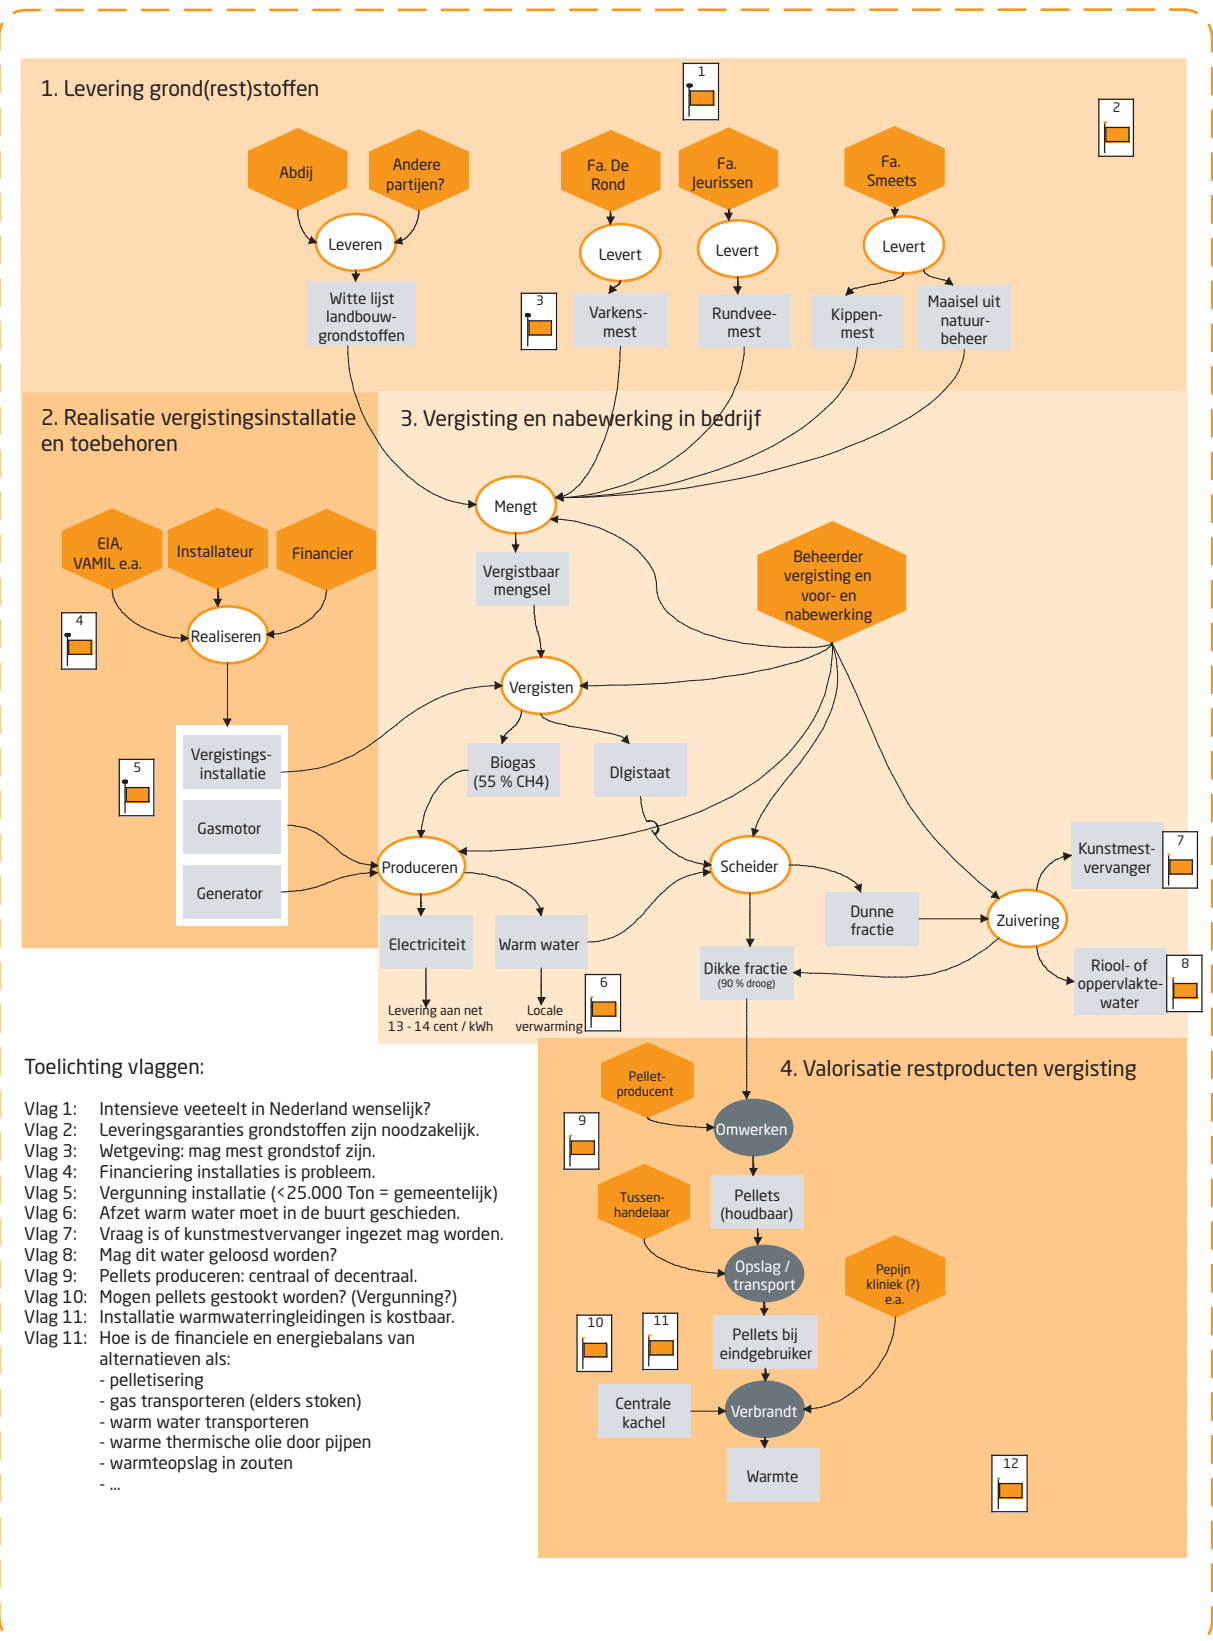 1. Levering grond(rest)stoffen
1
2
Abdij
Andere
partijen?
Fa. De
Rond
Fa.
Jeurissen
Fa.
Smeets
Leveren
Levert
Levert
Levert
3
Witte lijst
landbouw-
grondstoffen
Varkens-
mest
Rundvee-
mest
Kippen-
mest
Maaisel uit
natuur-
beheer
2. Realisatie vergistingsinstallatie
en toebehoren
3. Vergisting en nabewerking in bedrijf
Mengt
EIA,
VAMIL e.a.
Installateur
Financier
Vergistbaar
mengsel
Beheerder
vergisting en
voor- en
nabewerking
4
Realiseren
Vergisten
Vergistings-
installatie
5
Biogas
(55 % CH4)
DIgistaat
Gasmotor
Generator
Produceren
Scheider
Kunstmest-
vervanger
7
Dunne
fractie
Zuivering
Electriciteit
Warm water
Dikke fractie
(90 % droog)
Riool- of
oppervlakte-
water
8
6
Levering aan net
13 - 14 cent / kWh
Locale
verwarming
4. Valorisatie restproducten vergisting
Pellet-
producent
9
Omwerken
Tussen-
handelaar
Pellets
(houdbaar)
Opslag /
transport
Pepijn
kliniek (?)
e.a.
10
11
Pellets bij
eindgebruiker
Centrale
kachel
Verbrandt
Warmte
12
Toelichting vlaggen:
Vlag 1: Intensieve veeteelt in Nederland wenselijk?
Vlag 2: Leveringsgaranties grondstoffen zijn noodzakelijk.
Vlag 3: Wetgeving: mag mest grondstof zijn.
Vlag 4: Financiering installaties is probleem.
Vlag 5: Vergunning installatie (<25.000 Ton = gemeentelijk)
Vlag 6: Afzet warm water moet in de buurt geschieden.
Vlag 7: Vraag is of kunstmestvervanger ingezet mag worden.
Vlag 8: Mag dit water geloosd worden?
Vlag 9: Pellets produceren: centraal of decentraal.
Vlag 10: Mogen pellets gestookt worden? (Vergunning?)
Vlag 11: Installatie warmwaterringleidingen is kostbaar.
Vlag 11: Hoe is de financiele en energiebalans van
alternatieven als:
- pelletisering
- gas transporteren (elders stoken)
- warm water transporteren
- warme thermische olie door pijpen
- warmteopslag in zouten
- ...